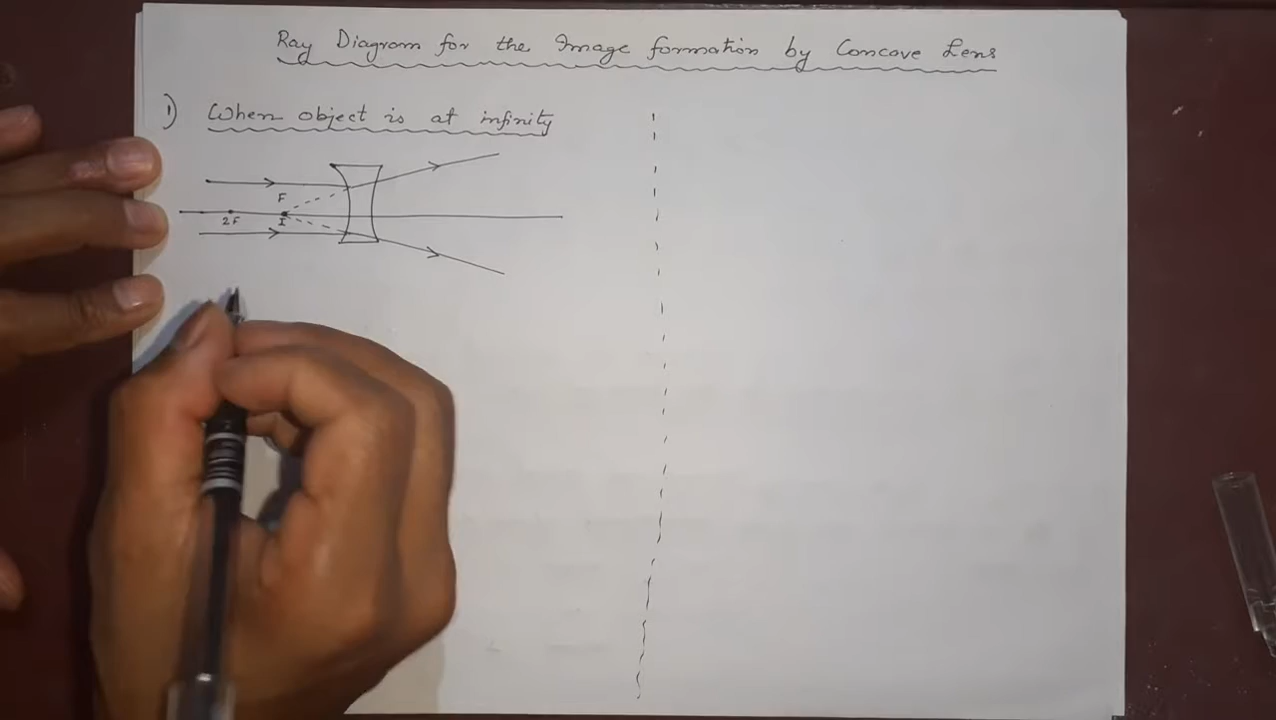 Ray Diagram for the Image formation by Concave Lens
1) When object is at infinity
F
2F I